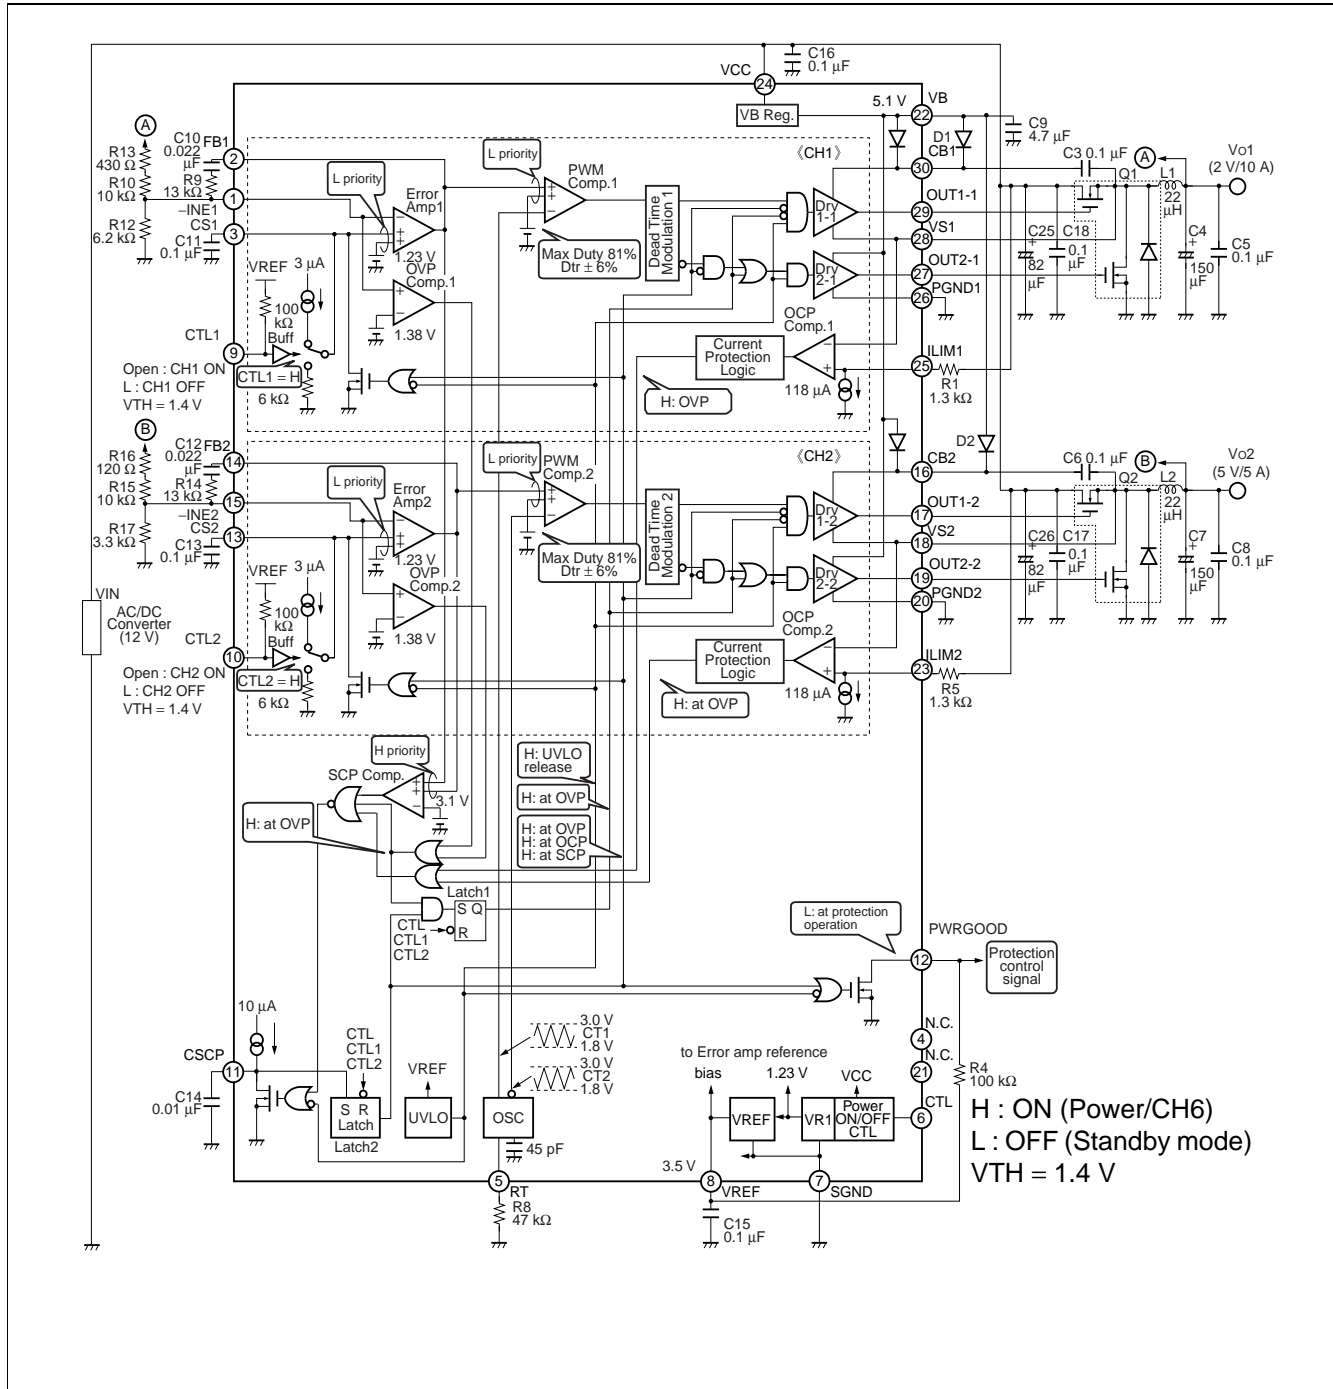 C16
0.1 µF
VCC
24
VB Reg.
5.1 V
VB
22
C9
4.7 µF
D1
CB1
30
C3 0.1 µF
A
VO1
(2 V/10 A)
Q1
L1
22
µH
OUT1-1
29
VS1
28
OUT2-1
27
PGND1
26
C25
+
82
µF
C18
0.1
µF
C4
+
150
µF
C5
0.1 µF
ILIM1
25
R1
1.3 kΩ
A
R13
430 Ω
R10
10 kΩ
R12
6.2 kΩ
C10
0.022
µF
R9
13 kΩ
FB1
2
1
–INE1
CS1
3
C11
0.1 µF
《CH1》
L priority
L priority
Error
Amp1
1.23 V
OVP
Comp.1
1.38 V
PWM
Comp.1
Max Duty 81%
Dtr ± 6%
Dead Time
Modulation 1
Drv
1-1
Drv
2-1
OCP
Comp.1
Current
Protection
Logic
118 µA
H: OVP
VREF
3 µA
100
kΩ
Buff
CTL1 = H
6 kΩ
CTL1
9
Open : CH1 ON
L : CH1 OFF
VTH = 1.4 V
B
R16
120 Ω
R15
10 kΩ
R17
3.3 kΩ
C12
0.022
µF
R14
13 kΩ
FB2
14
15
–INE2
CS2
13
C13
0.1 µF
《CH2》
L priority
L priority
Error
Amp2
1.23 V
OVP
Comp.2
1.38 V
PWM
Comp.2
Max Duty 81%
Dtr ± 6%
Dead Time
Modulation 2
Drv
1-2
Drv
2-2
OCP
Comp.2
Current
Protection
Logic
118 µA
H: at OVP
D2
CB2
16
C6 0.1 µF
B
VO2
(5 V/5 A)
Q2
L2
22
µH
OUT1-2
17
VS2
18
OUT2-2
19
PGND2
20
C26
+
82
µF
C17
0.1
µF
C7
+
150
µF
C8
0.1 µF
ILIM2
23
R5
1.3 kΩ
VREF
3 µA
100
kΩ
Buff
CTL2 = H
6 kΩ
VIN
AC/DC
Converter
(12 V)
CTL2
10
Open : CH2 ON
L : CH2 OFF
VTH = 1.4 V
H priority
SCP Comp.
3.1 V
H: at OVP
H: UVLO
release
H: at OVP
H: at OVP
H: at OCP
H: at SCP
Latch1
S Q
R
CTL
CTL1
CTL2
L: at protection
operation
PWRGOOD
12
Protection
control
signal
N.C.
4
N.C.
21
R4
100 kΩ
CTL
6
10 µA
CSCP
11
C14
0.01 µF
CTL
CTL1
CTL2
S R
Latch
Latch2
VREF
UVLO
OSC
45 pF
3.0 V
CT1
1.8 V
3.0 V
CT2
1.8 V
to Error amp reference
bias
1.23 V
VCC
VREF
VR1
Power
ON/OFF
CTL
3.5 V
5
RT
R8
47 kΩ
8
VREF
C15
0.1 µF
7
SGND
H : ON (Power/CH6)
L : OFF (Standby mode)
VTH = 1.4 V